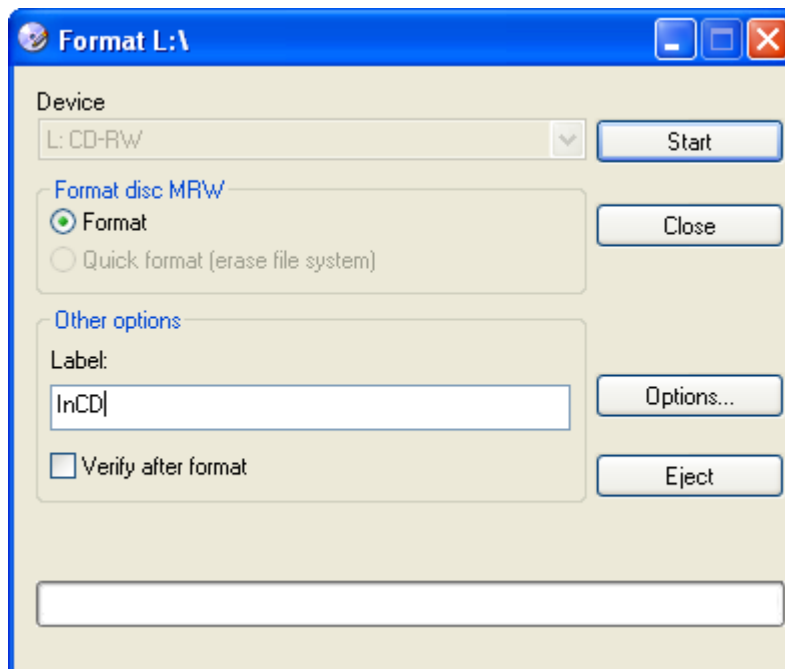 Format L:\
Device
L: CD-RW
Start
Format disc MRW
Format
Close
Quick format (erase file system)
Other options
Label:
InCD
Options...
Verify after format
Eject